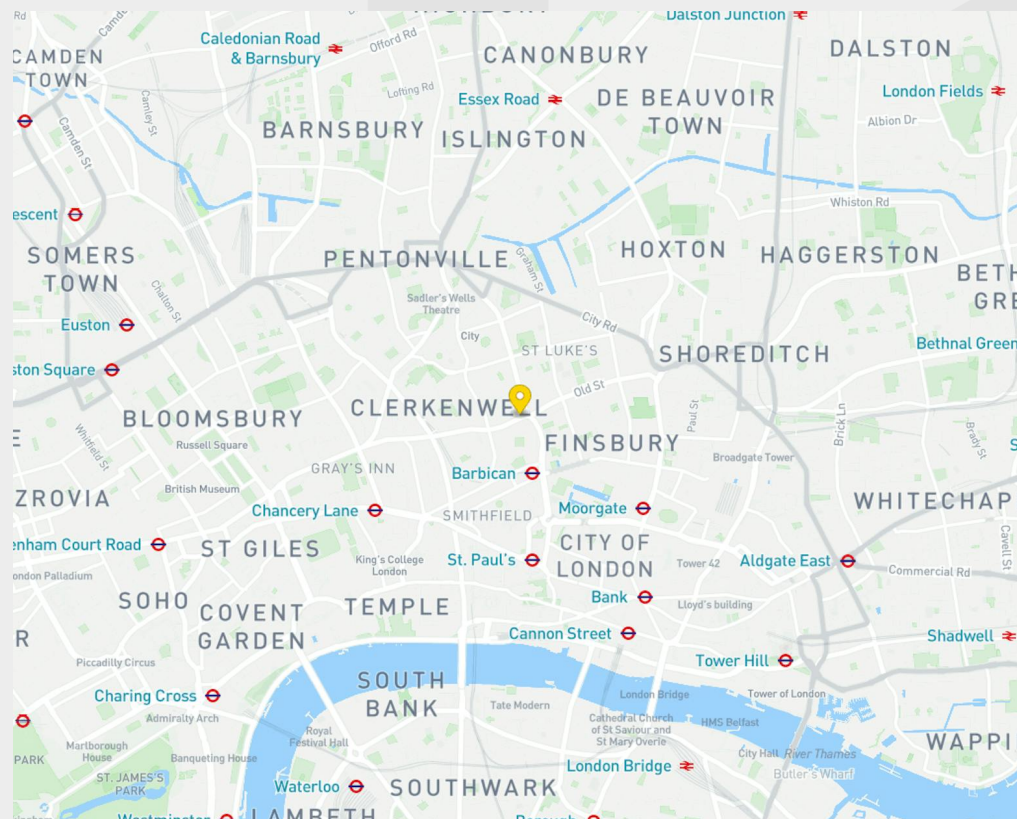 Rd
Camde
Dalston Junction
Caledonian Road
& Barnsbury
Offord Rd
CAMDEN
TOWN
CANONBURY
DALSTON
Camley St
Lofting Rd
Essex Road
DE BEAUVOIR
TOWN
London Fields
Albion Dr
Camden St
BARNSBURY
ISLINGTON
escent
Whiston Rd
SOMERS
TOWN
PENTONVILLE
HOXTON
HAGGERSTON
BETH
GRE
Graham St
Chalton St
Sadler's Wells
Theatre
City Rd
Euston
City
ST LUKE'S
SHOREDITCH
Bethnal Green
ston Square
Old St
BLOOMSBURY
CLERKENWELL
Paul St
Brick Ln
Brady St
E
Whitfield St
Russell Square
FINSBURY
GRAY'S INN
Barbican
Broadgate Tower
British Museum
ZROVIA
Chancery Lane
SMITHFIELD
Moorgate
WHITECHAP
Cavell St
enham Court Road
ST GILES
King's College
London
St. Paul's
CITY OF
LONDON
Tower 42
Aldgate East
Commercial Rd
ondon Palladium
SOHO
COVENT
GARDEN
TEMPLE
Bank
Lloyd's building
R
Cannon Street
Shadwell
Piccadilly Circus
Tower Hill
Charing Cross
SOUTH
BANK
London Bridge
Tower of London
Admiralty Arch
Tate Modern
Cathedral Church
of St Saviour and
St Mary Overie
HMS Belfast
Royal
Festival Hall
Marlborough
House
Banqueting House
PARK
City Hall
River Thames
WAPPI
ST. JAMES'S
PARK
London Bridge
Butler's Wharf
Waterloo
SOUTHWARK
Westminster
LAMBETH
Borough